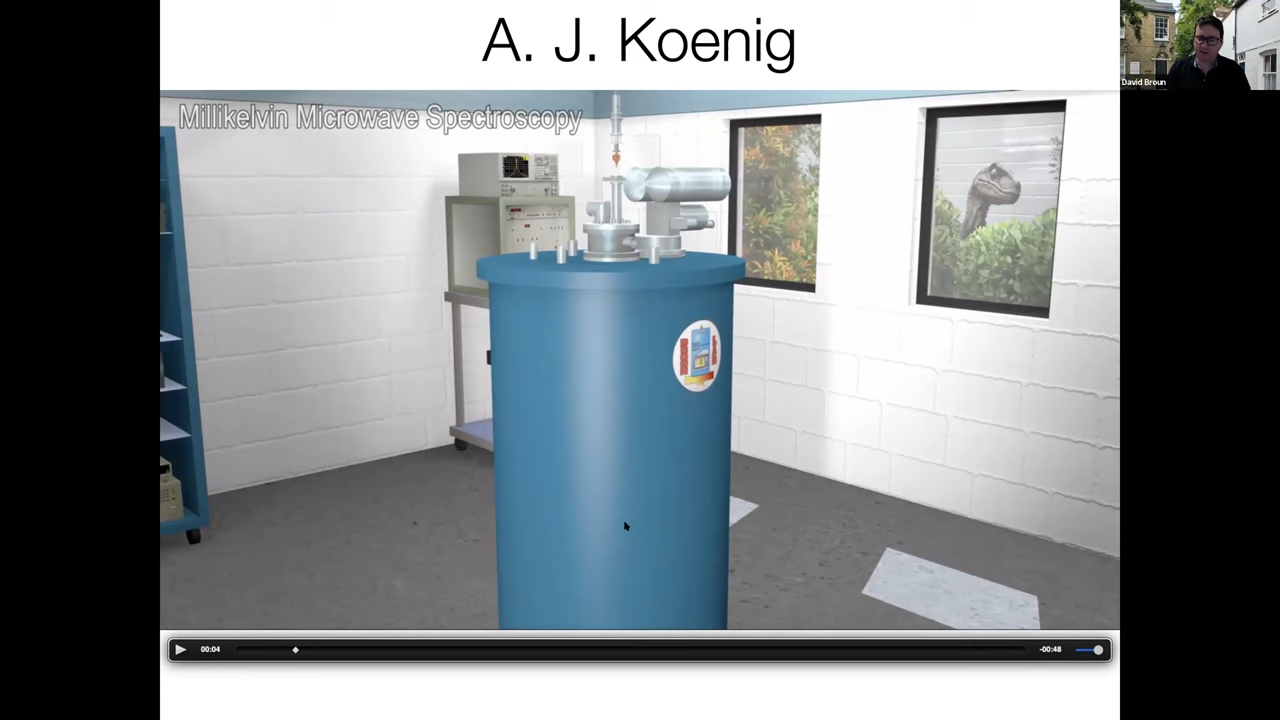 A. J. Koenig
David Broun
Millikelvin Microwave Spectroscopy
00:04
-00:48